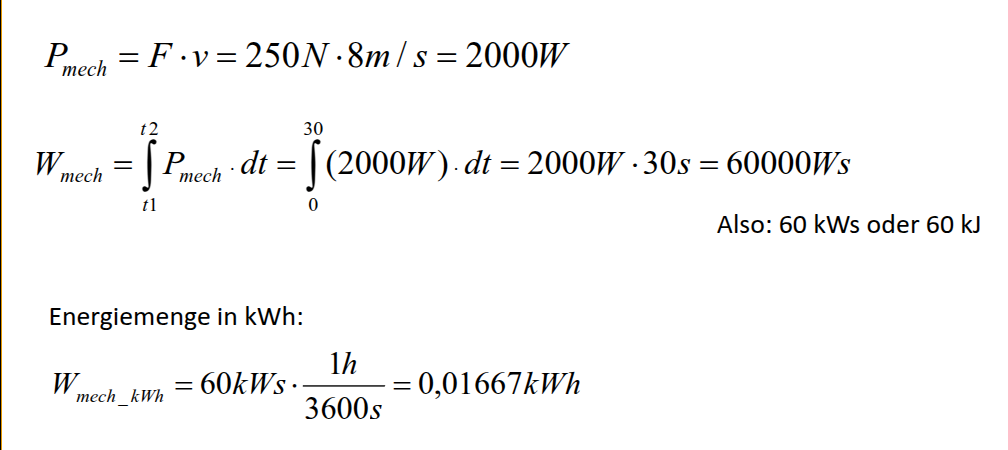 P_mech = F · v = 250N · 8m / s = 2000W
W_mech = ∫_{t1}^{t2} P_mech · dt = ∫_{0}^{30} (2000W) · dt = 2000W · 30s = 60000Ws
Also: 60 kWs oder 60 kJ
Energiemenge in kWh:
W_mech_kWh = 60kWs · 1h / 3600s = 0,01667kWh